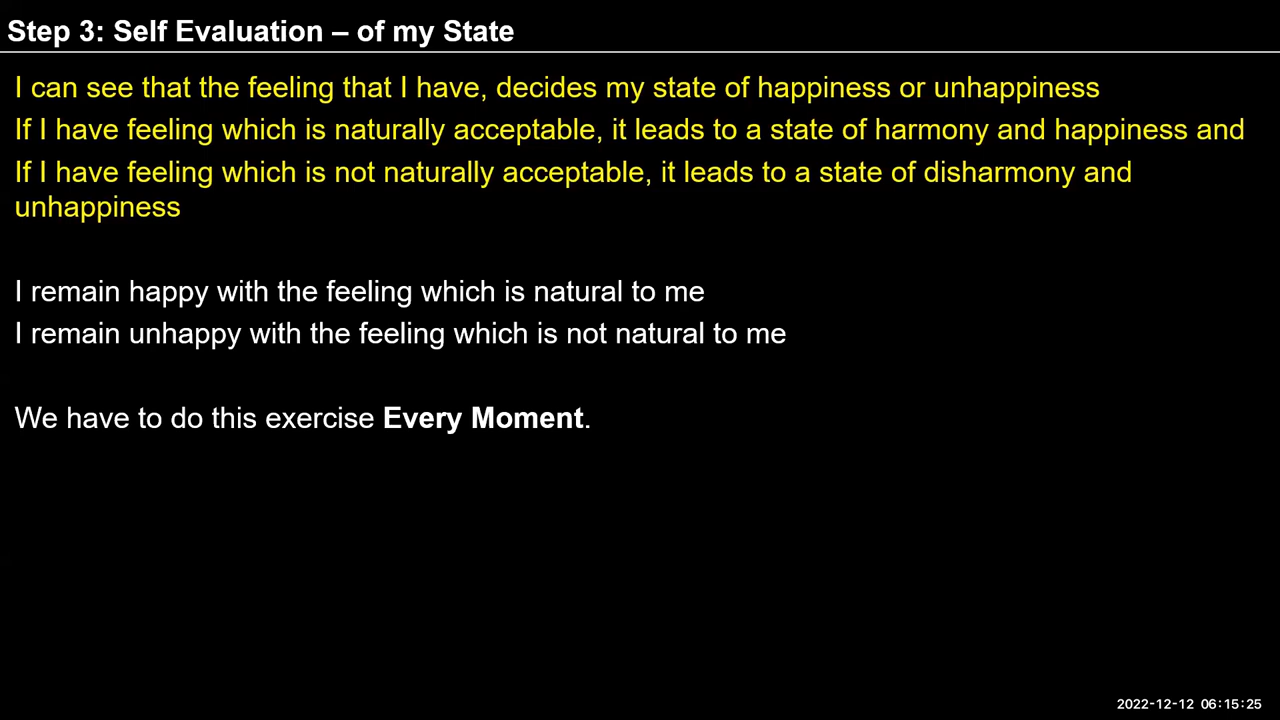 Step 3: Self Evaluation – of my State
I can see that the feeling that I have, decides my state of happiness or unhappiness
If I have feeling which is naturally acceptable, it leads to a state of harmony and happiness and
If I have feeling which is not naturally acceptable, it leads to a state of disharmony and
unhappiness
I remain happy with the feeling which is natural to me
I remain unhappy with the feeling which is not natural to me
We have to do this exercise Every Moment.
2022-12-12 06:15:25